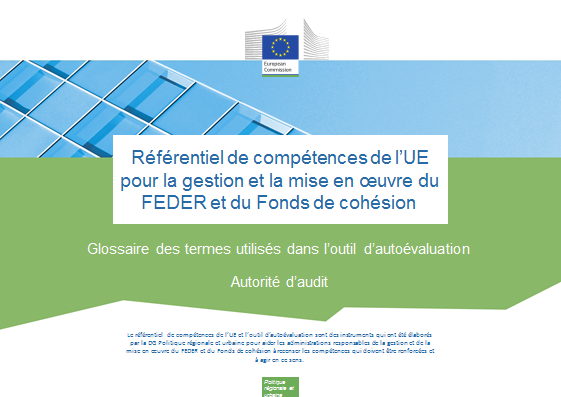 European
Commission
Référentiel de compétences de l'UE
pour la gestion et la mise en œuvre du
FEDER et du Fonds de cohésion
Glossaire des termes utilisés dans l'outil d'autoévaluation
Autorité d'audit
Le référentiel de compétences de l'UE et l'outil d'autoévaluation sont des instruments qui ont été élaborés
par la DG Politique régionale et urbaine pour aider les administrations responsables de la gestion et de la
mise en œuvre du FEDER et du Fonds de cohésion à recenser les compétences qui doivent être renforcées et
à agir en ce sens.
Politique
régionale et
urbaine